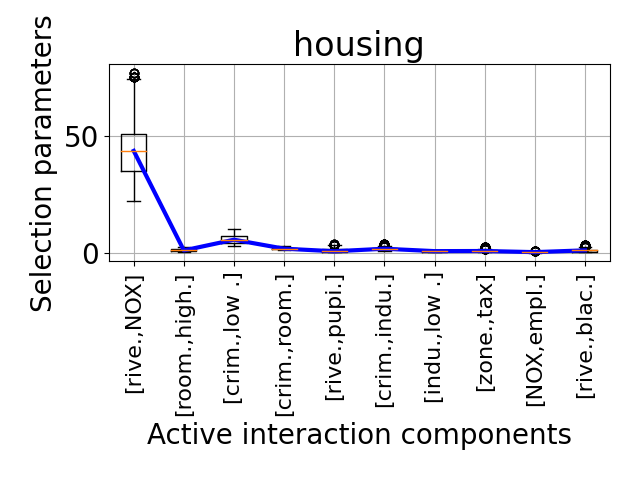 housing
Selection parameters
50
0
[rive.,NOX]
[room.,high.]
[crim.,low .]
[crim.,room.]
[rive.,pupi.]
[crim.,indu.]
[indu.,low .]
[zone.,tax]
[NOX,empl.]
[rive.,blac.]
Active interaction components